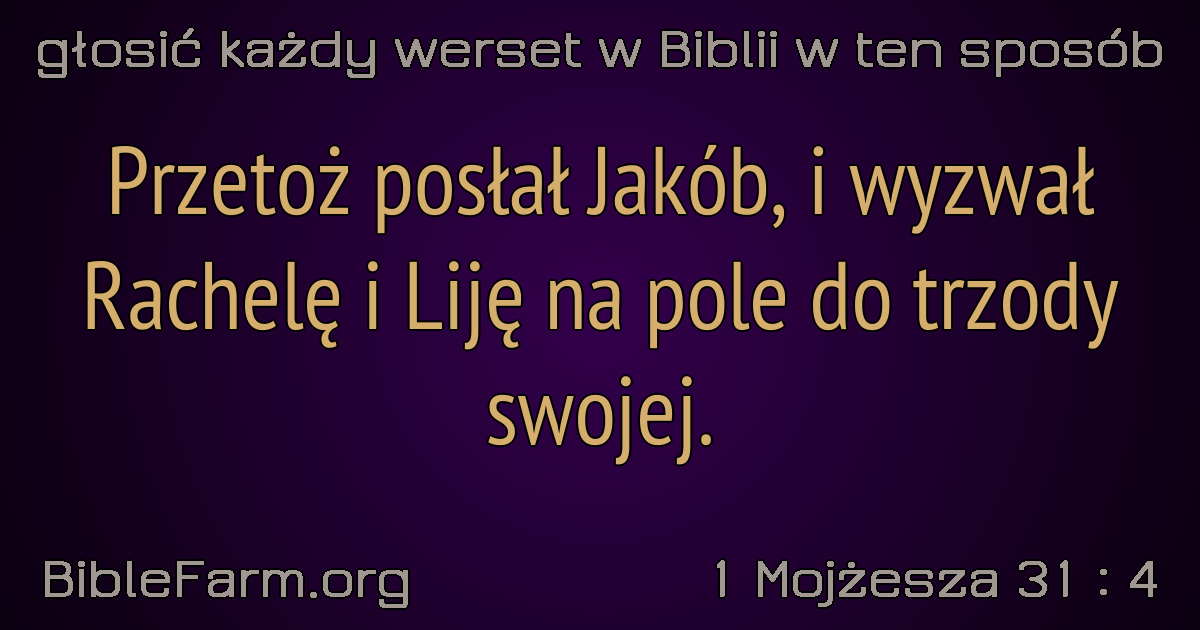 głosić każdy werset w Biblii w ten sposób
Przetoż posłał Jakób, i wyzwał
Rachelę i Liję na pole do trzody
swojej.
BibleFarm.org
1 Mojżesza 31 : 4